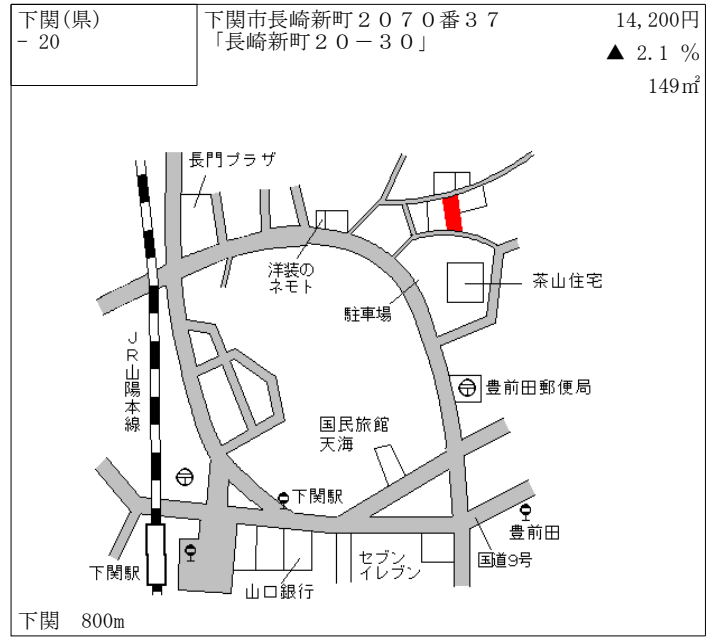 下関(県)
- 20
下関市長崎新町2070番37
「長崎新町20-30」
14,200円
▲ 2.1 %
149㎡
長門プラザ
洋装の
ネモト
駐車場
茶山住宅
JR山陽本線
豊前田郵便局
国民旅館
天海
下関駅
豊前田
国道9号
セブン
イレブン
下関駅
山口銀行
下関 800m